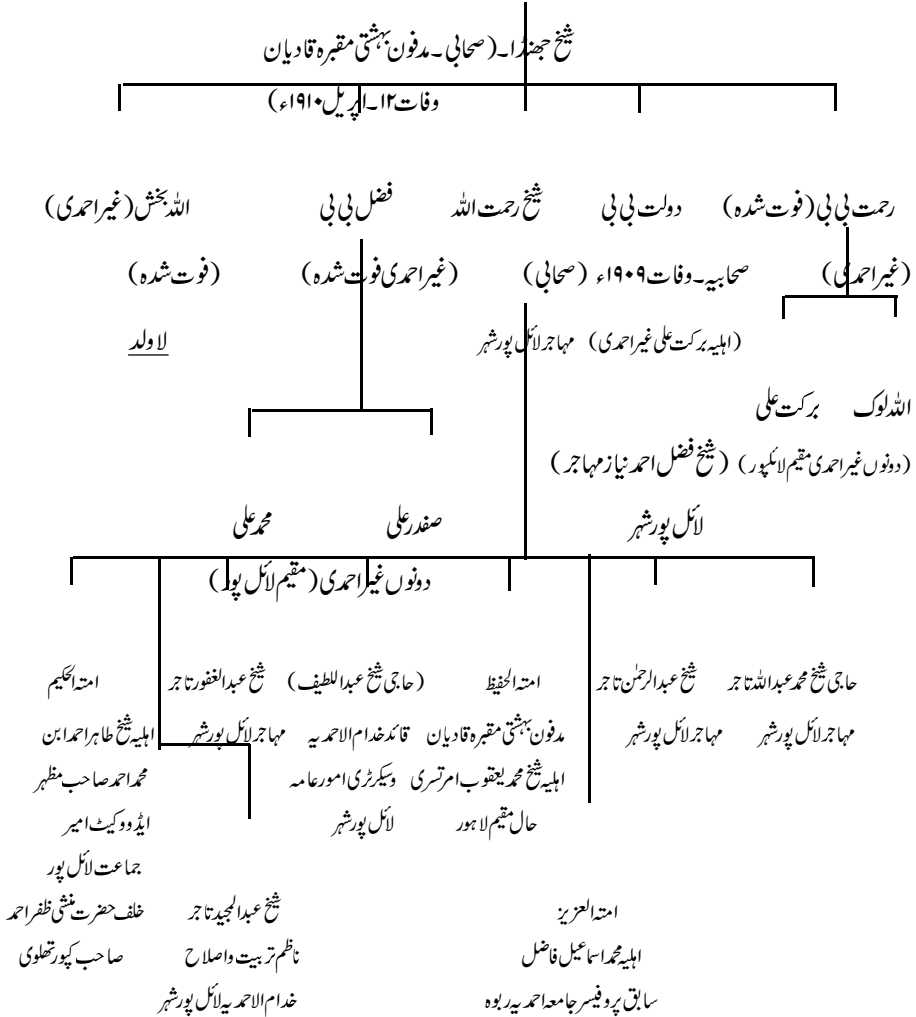 شیخ جھنڈا۔(صحابی۔مدفون بہشتی مقبرہ قادیان
وفات ۱۲۔اپریل ۱۹۱۰ء)
رحمت بی بی (فوت شدہ) دولت بی بی شیخ رحمت اللہ فضل بی بی اللہ بخش (غیر احمدی)
(غیر احمدی) صحابیہ۔وفات ۱۹۰۹ء (صحابی) (غیر احمدی فوت شدہ) (فوت شدہ)
(اہلیہ برکت علی غیر احمدی) مہاجر لائل پور شہر لا ولد
اللہ لوک برکت علی
(دونوں غیر احمدی مقیم لائلپور) (شیخ فضل احمد نیاز مہاجر)
لائل پور شہر صفدر علی محمد علی
دونوں غیر احمدی (مقیم لائل پور)
حاجی شیخ محمد عبداللہ تاجر شیخ عبدالرحمٰن تاجر امتہ الحفیظ (حاجی شیخ عبداللطیف) شیخ عبدالغفور تاجر امتہ الحکیم
مہاجر لائل پور شہر مہاجر لائل پور شہر مدفون بہشتی مقبرہ قادیان قائد خدام الاحمدیہ مہاجر لائل پور شہر اہلیہ شیخ طاہر احمد ابن
اہلیہ شیخ محمد یعقوب امرتسری وسیکرٹری امور عامہ محمد احمد صاحب مظہر
حال مقیم لاہور لائل پور شہر ایڈووکیٹ امیر
جماعت لائل پور
امتہ العزیز شیخ عبدالمجید تاجر خلف حضرت منشی ظفر احمد
اہلیہ محمد اسماعیل فاضل ناظم تربیت واصلاح صاحب کپورتھلوی
سابق پروفیسر جامعہ احمدیہ ربوہ خدام الاحمدیہ لائل پور شہر